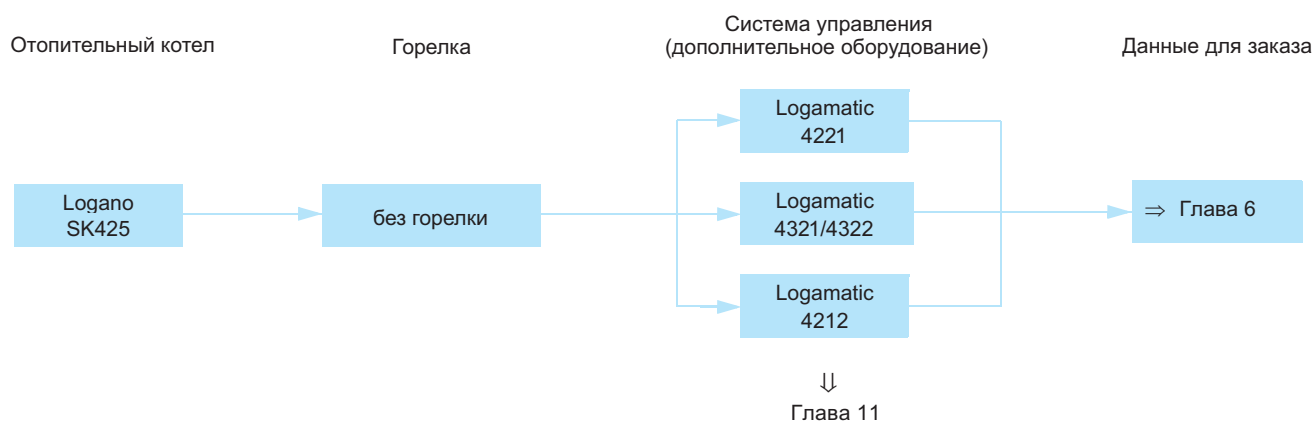 Отопительный котел
Горелка
Система управления
(дополнительное оборудование)
Данные для заказа
Logano
SK425
без горелки
Logamatic
4221
Logamatic
4321/4322
Logamatic
4212
⇒ Глава 6
⇓
Глава 11